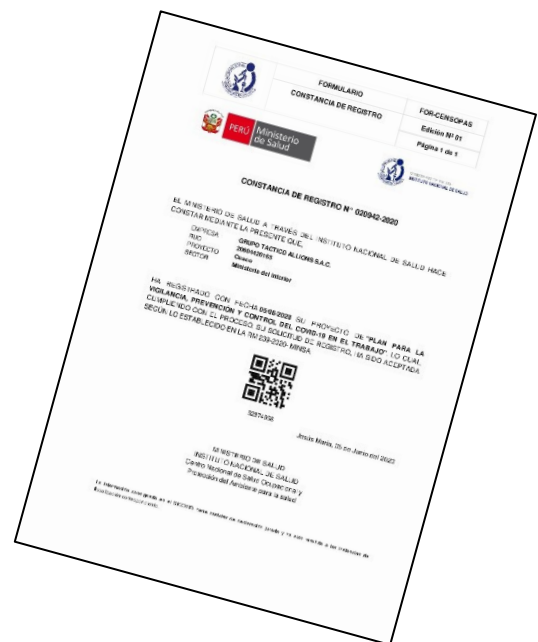 FORMULARIO
CONSTANCIA DE REGISTRO
FOR-CENSOPAS
Edición Nº 01
Página 1 de 1
PERÚ Ministerio de Salud
INSTITUTO NACIONAL DE SALUD
CONSTANCIA DE REGISTRO N° 020942-2020
EL MINISTERIO DE SALUD A TRAVÉS DEL INSTITUTO NACIONAL DE SALUD HACE
CONSTAR MEDIANTE LA PRESENTE QUE,
EMPRESA GRUPO TACTICO ALLIONS S.A.C.
RUC
PROYECTO Cusco
SECTOR Ministerio del Interior
HA REGISTRADO CON FECHA 05/06/2020 SU PROYECTO DE "PLAN PARA LA
VIGILANCIA, PREVENCIÓN Y CONTROL DEL COVID-19 EN EL TRABAJO", LO CUAL
CUMPLIENDO CON EL PROCESO, SU SOLICITUD DE REGISTRO, HA SIDO ACEPTADA
SEGÚN LO ESTABLECIDO EN LA RM 239-2020- MINSA
Jesús María, 05 de Junio del 2020
MINISTERIO DE SALUD
INSTITUTO NACIONAL DE SALUD
Centro Nacional de Salud Ocupacional y
Protección del Ambiente para la salud